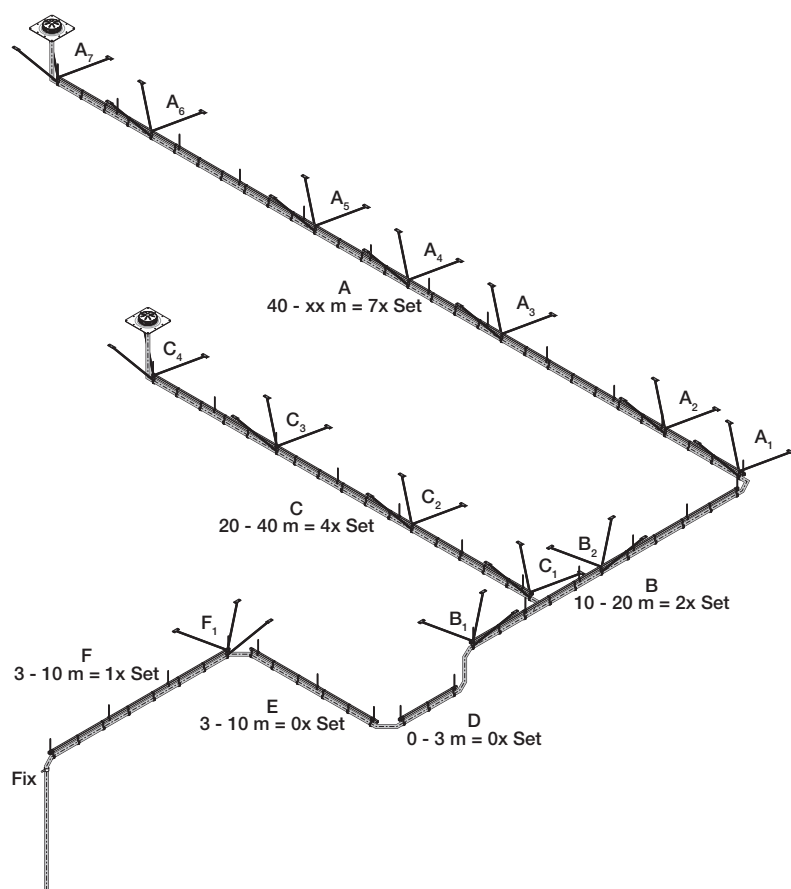 A7
A6
A5
A4
A
40 - xx m = 7x Set
A3
C4
A2
C3
A1
C
20 - 40 m = 4x Set
C2
B2
C1
B
10 - 20 m = 2x Set
B1
F1
F
3 - 10 m = 1x Set
E
3 - 10 m = 0x Set
D
0 - 3 m = 0x Set
Fix